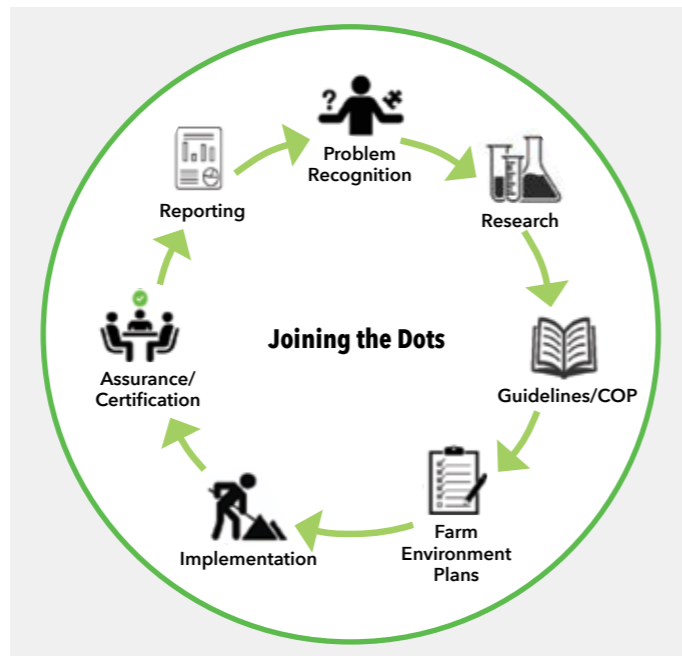 ?
Problem
Recognition
Research
Guidelines/COP
Farm
Environment
Plans
Implementation
Assurance/
Certification
Reporting
Joining the Dots